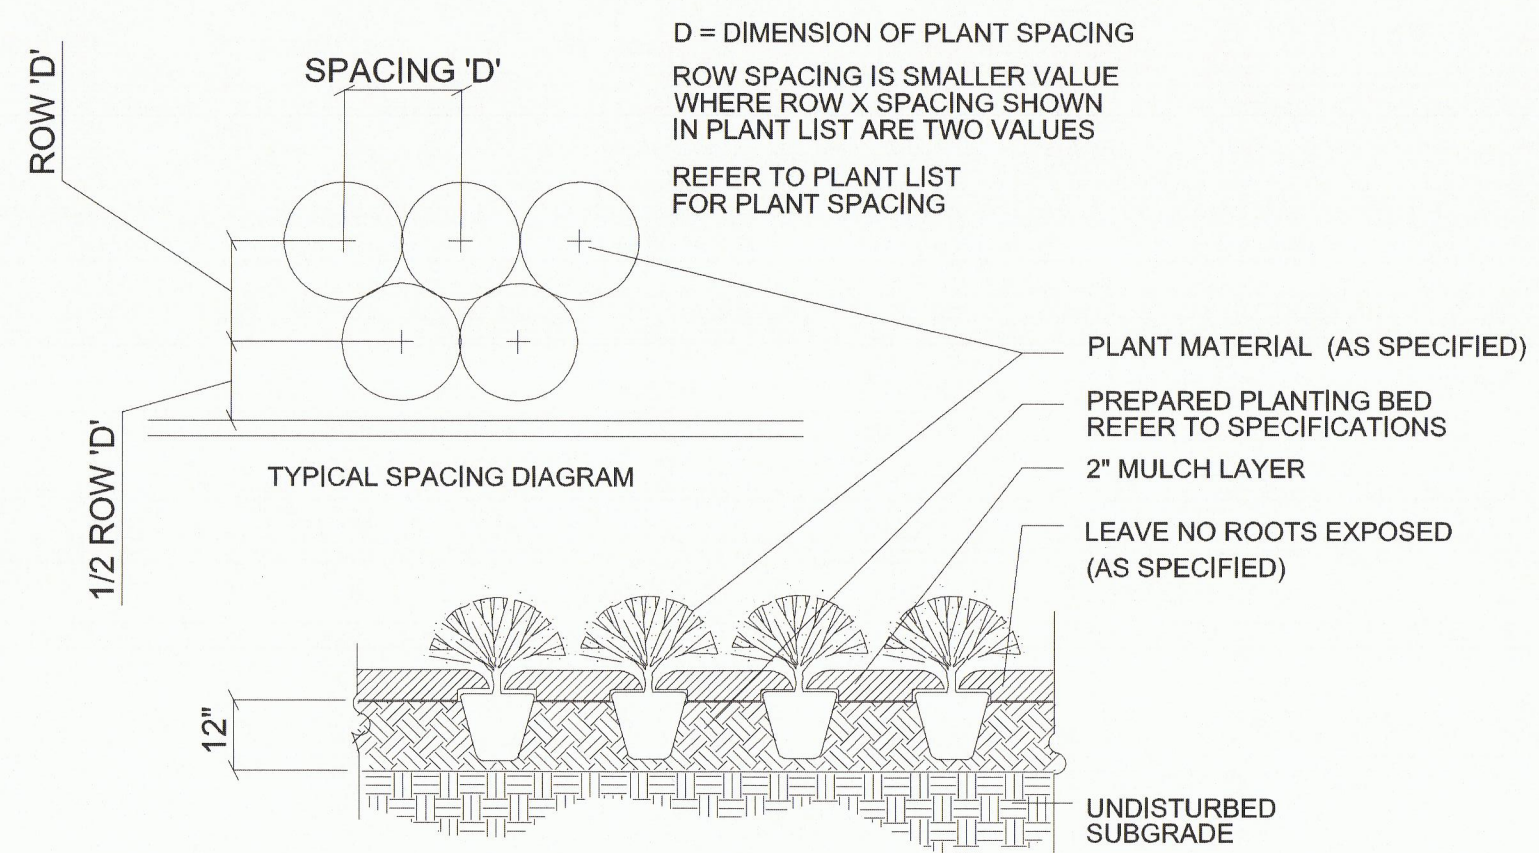 D = DIMENSION OF PLANT SPACING
ROW SPACING IS SMALLER VALUE
WHERE ROW X SPACING SHOWN
IN PLANT LIST ARE TWO VALUES
REFER TO PLANT LIST
FOR PLANT SPACING
SPACING 'D'
ROW 'D'
1/2 ROW 'D'
TYPICAL SPACING DIAGRAM
PLANT MATERIAL (AS SPECIFIED)
PREPARED PLANTING BED
REFER TO SPECIFICATIONS
2" MULCH LAYER
LEAVE NO ROOTS EXPOSED
(AS SPECIFIED)
12"
UNDISTURBED
SUBGRADE